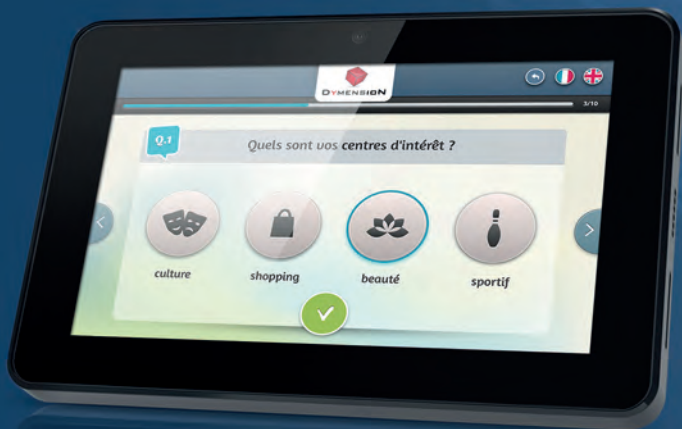 DYMENSION
3/10
Q.1
Quels sont vos centres d'intérêt ?
culture
shopping
beauté
sportif